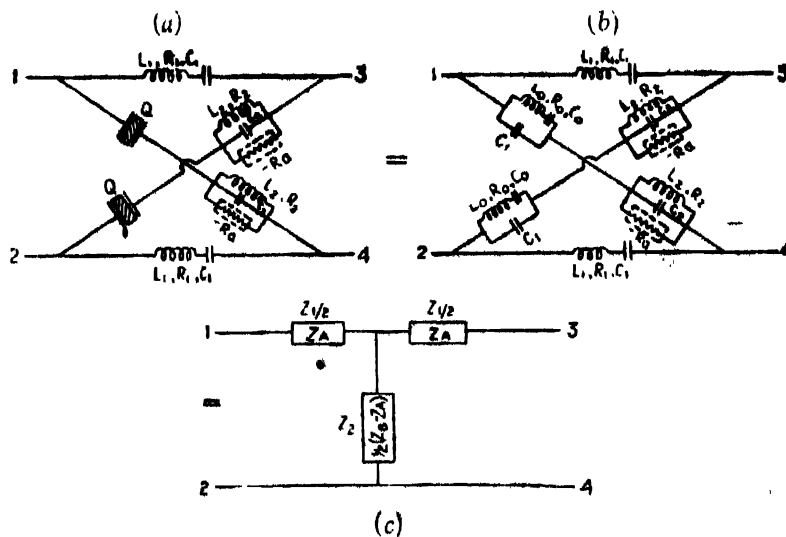 (a)
(b)
L₁, R₁, C₁
L₁, R₁, C₁
1
3
1
3
Q
L₂, R₂
-Ra
L₀, R₀, C₀
C₁
L₂, R₂
-Ra
=
Q
L₂, R₂
-Ra
L₀, R₀, C₀
C₁
L₂, R₂
C₂
-Ra
2
4
2
4
L₁, R₁, C₁
L₁, R₁, C₁
Z₁/2
Z₁/2
1
ZA
ZA
3
=
Z₂
½(ZB-ZA)
2
4
(c)